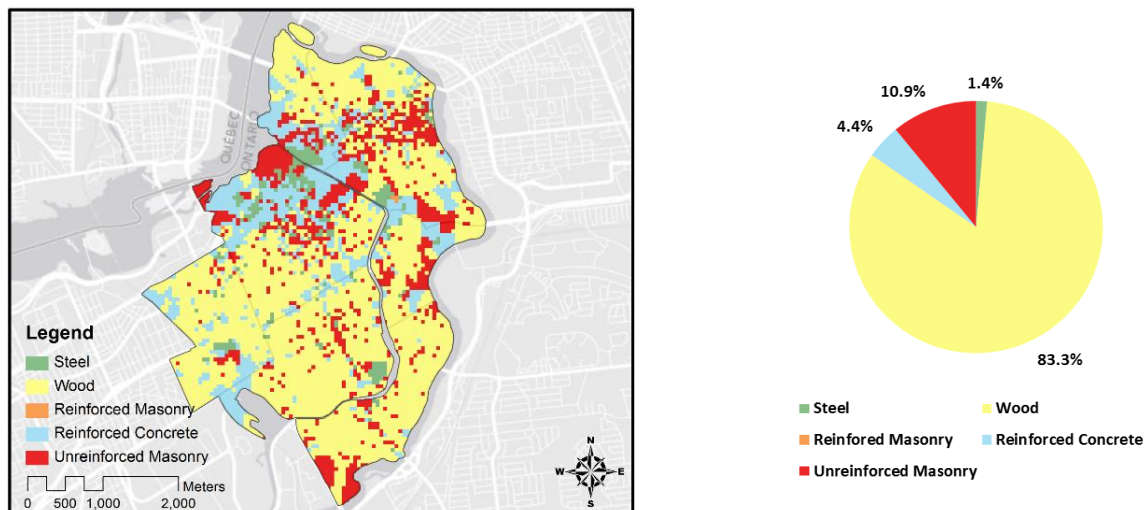 QUÉBEC
ONTARIO
Legend
Steel
Wood
Reinforced Masonry
Reinforced Concrete
Unreinforced Masonry
Meters
0 500 1,000 2,000
N
W E
S
10.9% 1.4%
4.4%
83.3%
Steel Wood
Reinfored Masonry Reinforced Concrete
Unreinforced Masonry